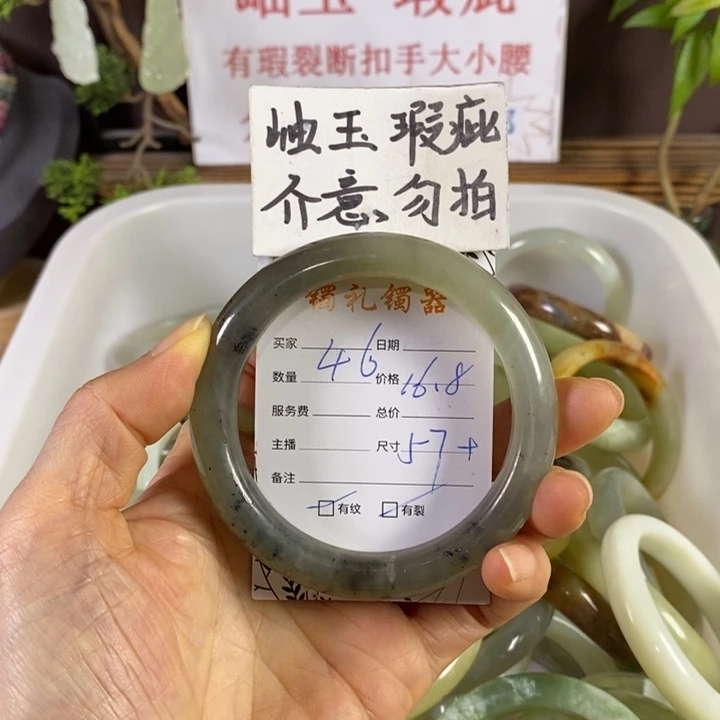 岫玉 瑕疵
有瑕裂断扣手大小腰
岫玉瑕疵
介意勿拍
镯礼镯器
买家 日期
数量 46 价格 16.8
服务费 总价
主播 尺寸 57+
备注
有纹 有裂